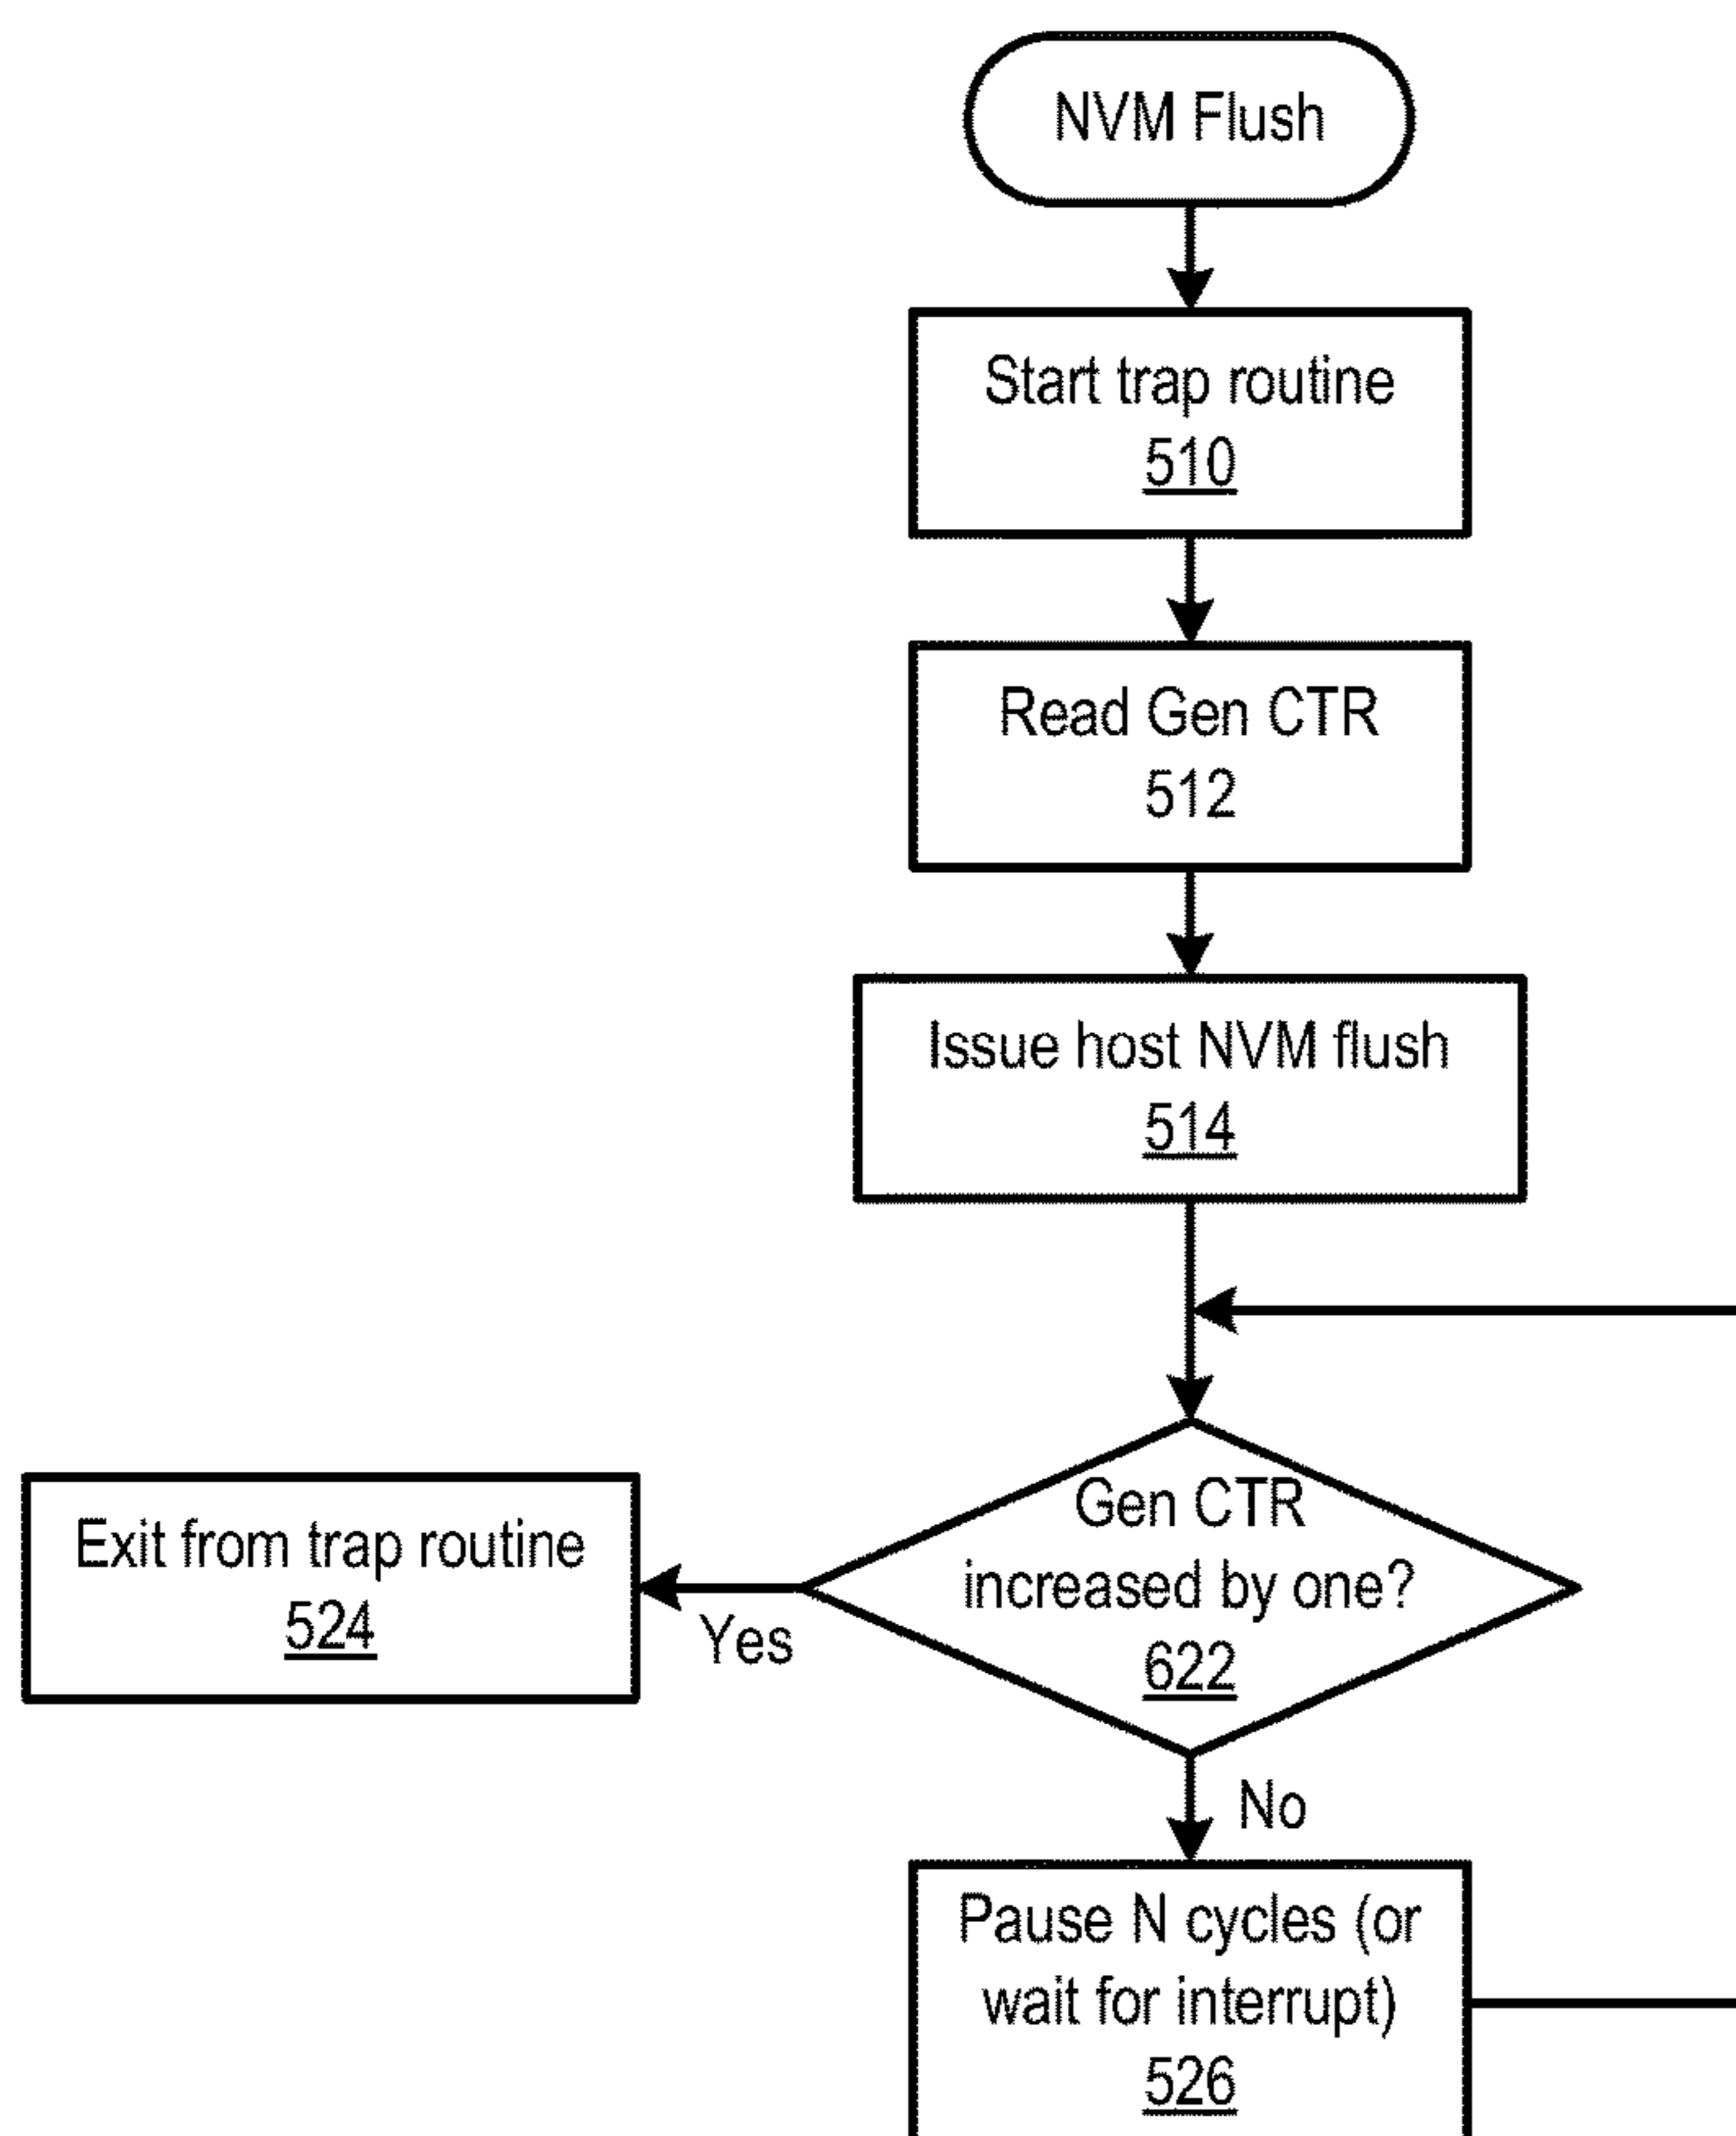 NVM Flush
Start trap routine
510
Read Gen CTR
512
Issue host NVM flush
514
Gen CTR
increased by one?
622
Yes
Exit from trap routine
524
No
Pause N cycles (or
wait for interrupt)
526